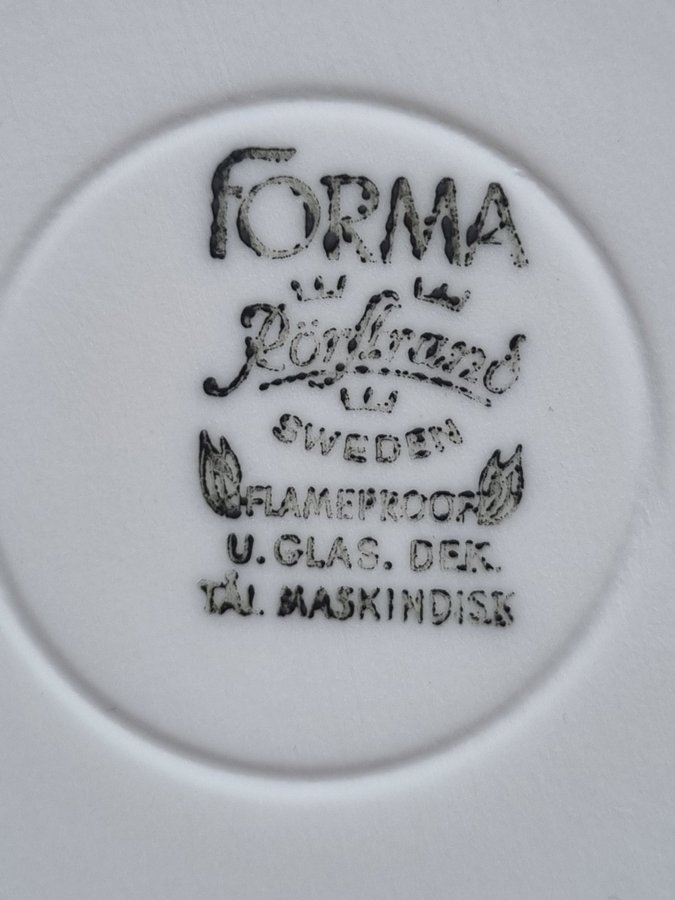 FORMA
Rörstrand
SWEDEN
FLAMEPROOF
U. GLAS. DEK.
TÅL MASKINDISK